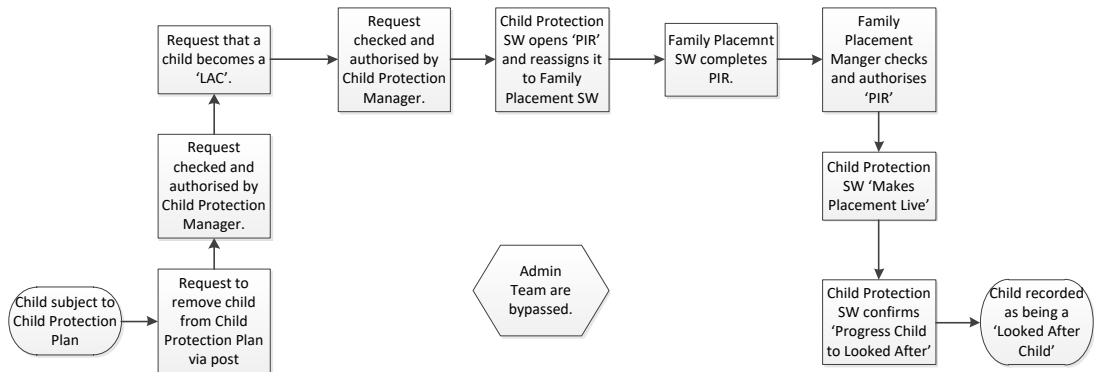 Child subject to
Child Protection
Plan
Request to
remove child
from Child
Protection Plan
via post
Request
checked and
authorised by
Child Protection
Manager.
Request that a
child becomes a
‘LAC’.
Request
checked and
authorised by
Child Protection
Manager.
Child Protection
SW opens ‘PIR’
and reassigns it
to Family
Placement SW
Family Placemnt
SW completes
PIR.
Family
Placement
Manger checks
and authorises
‘PIR’
Child Protection
SW ‘Makes
Placement Live’
Child Protection
SW confirms
‘Progress Child
to Looked After’
Child recorded
as being a
‘Looked After
Child’
Admin
Team are
bypassed.